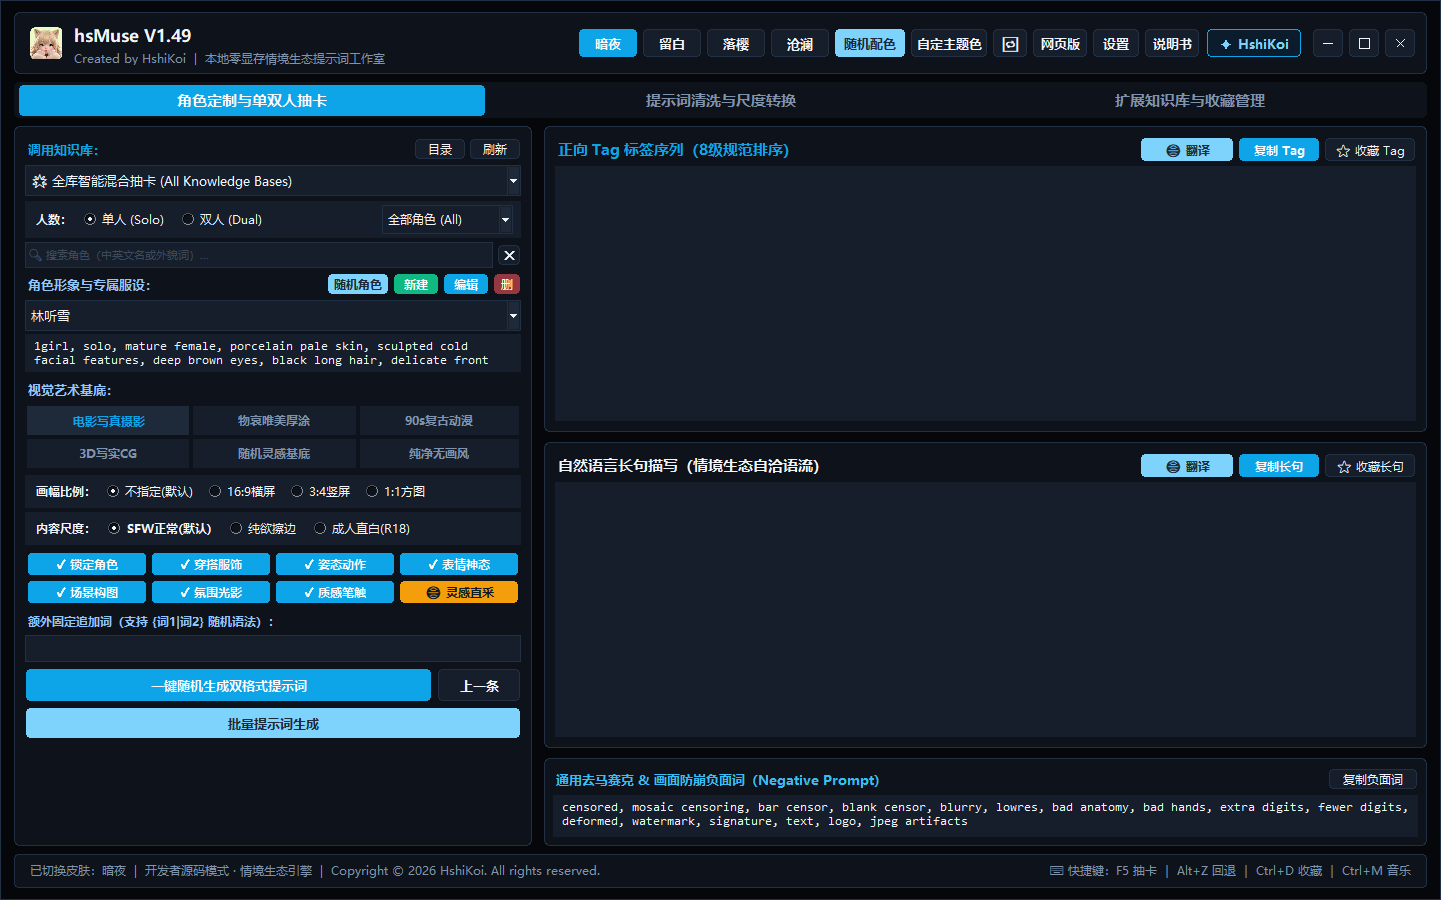 hsMuse V1.49
Created by HshiKoi | 本地零显存情境生态提示词工作室
暗夜 留白 落樱 沧澜 随机配色 自定主题色 网页版 设置 说明书 ✦ HshiKoi
角色定制与单双人抽卡 提示词清洗与尺度转换 扩展知识库与收藏管理
调用知识库: 目录 刷新
全库智能混合抽卡 (All Knowledge Bases)
人数: 单人 (Solo) 双人 (Dual) 全部角色 (All)
搜索角色（中英文名或外貌词）...
角色形象与专属服设: 随机角色 新建 编辑 删
林听雪
1girl, solo, mature female, porcelain pale skin, sculpted cold
facial features, deep brown eyes, black long hair, delicate front
视觉艺术基底:
电影写真摄影 物哀唯美厚涂 90s复古动漫
3D写实CG 随机灵感基底 纯净无画风
画幅比例: 不指定(默认) 16:9横屏 3:4竖屏 1:1方图
内容尺度: SFW正常(默认) 纯欲擦边 成人直白(R18)
✓ 锁定角色 ✓ 穿搭服饰 ✓ 姿态动作 ✓ 表情神态
✓ 场景构图 ✓ 氛围光影 ✓ 质感笔触 灵感直采
额外固定追加词（支持 {词1|词2} 随机语法）:
一键随机生成双格式提示词 上一条
批量提示词生成
正向 Tag 标签序列（8级规范排序） 翻译 复制 Tag ☆ 收藏 Tag
自然语言长句描写（情境生态自洽语流） 翻译 复制长句 ☆ 收藏长句
通用去马赛克 & 画面防崩负面词（Negative Prompt） 复制负面词
censored, mosaic censoring, bar censor, blank censor, blurry, lowres, bad anatomy, bad hands, extra digits, fewer digits,
deformed, watermark, signature, text, logo, jpeg artifacts
已切换皮肤：暗夜 | 开发者源码模式 · 情境生态引擎 | Copyright © 2026 HshiKoi. All rights reserved.
快捷键: F5 抽卡 | Alt+Z 回退 | Ctrl+D 收藏 | Ctrl+M 音乐